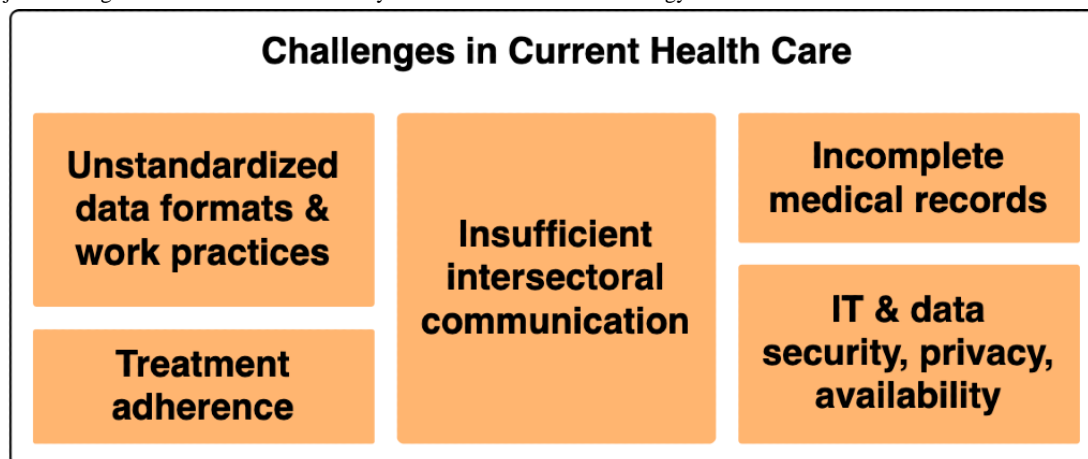 Challenges in Current Health Care
Unstandardized
data formats &
work practices
Treatment
adherence
Insufficient
intersectoral
communication
Incomplete
medical records
IT & data
security, privacy,
availability